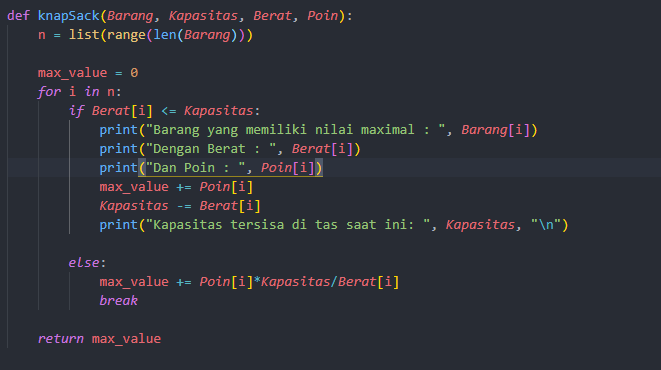 def knapSack(Barang, Kapasitas, Berat, Poin):
    n = list(range(len(Barang)))

    max_value = 0
    for i in n:
        if Berat[i] <= Kapasitas:
            print("Barang yang memiliki nilai maximal : ", Barang[i])
            print("Dengan Berat : ", Berat[i])
            print("Dan Poin : ", Poin[i])
            max_value += Poin[i]
            Kapasitas -= Berat[i]
            print("Kapasitas tersisa di tas saat ini: ", Kapasitas, "\n")

        else:
            max_value += Poin[i]*Kapasitas/Berat[i]
            break

    return max_value